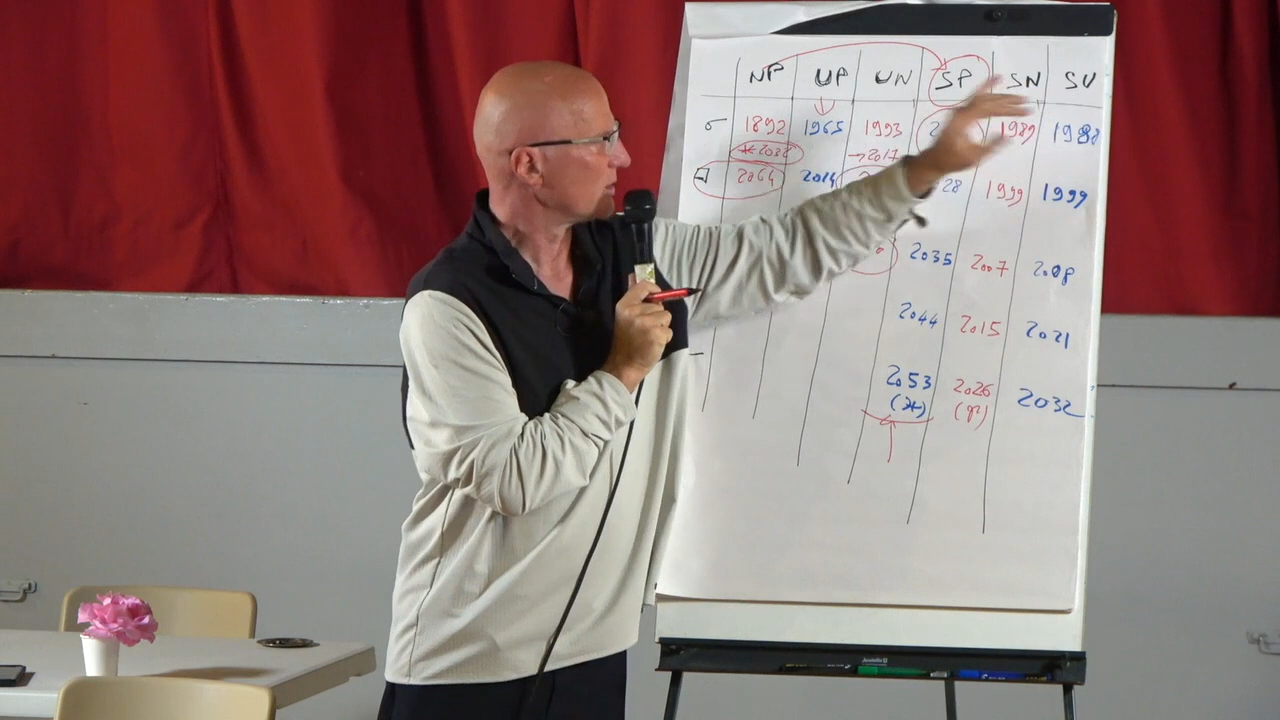 NP UP UN SP SN SU
σ 1892 1965 1993 1989 1988
*2032 →2017
2064 2014 28 1999 1999
2035 2007 2008
2044 2015 2021
2053 2026 2032